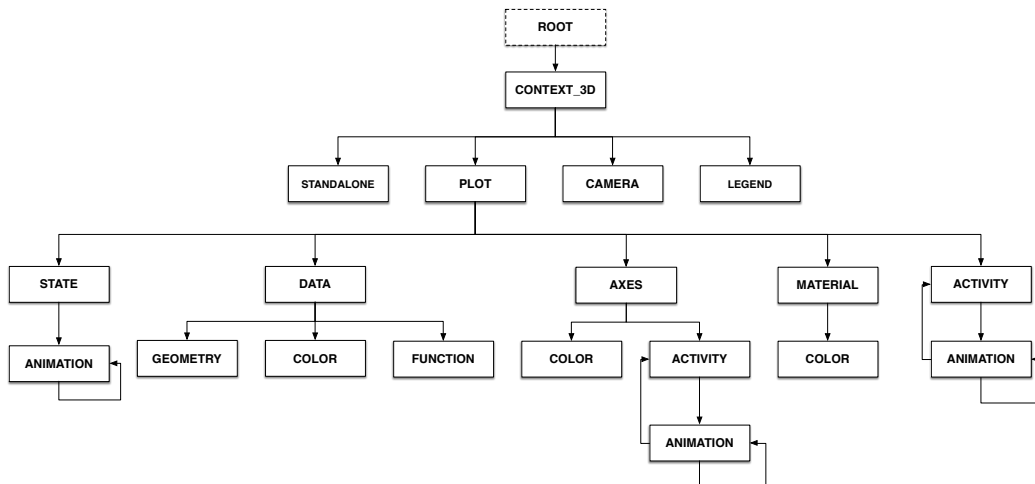 ROOT
CONTEXT_3D
STANDALONE
PLOT
CAMERA
LEGEND
STATE
DATA
AXES
MATERIAL
ACTIVITY
ANIMATION
GEOMETRY
COLOR
FUNCTION
COLOR
ACTIVITY
COLOR
ANIMATION
ANIMATION